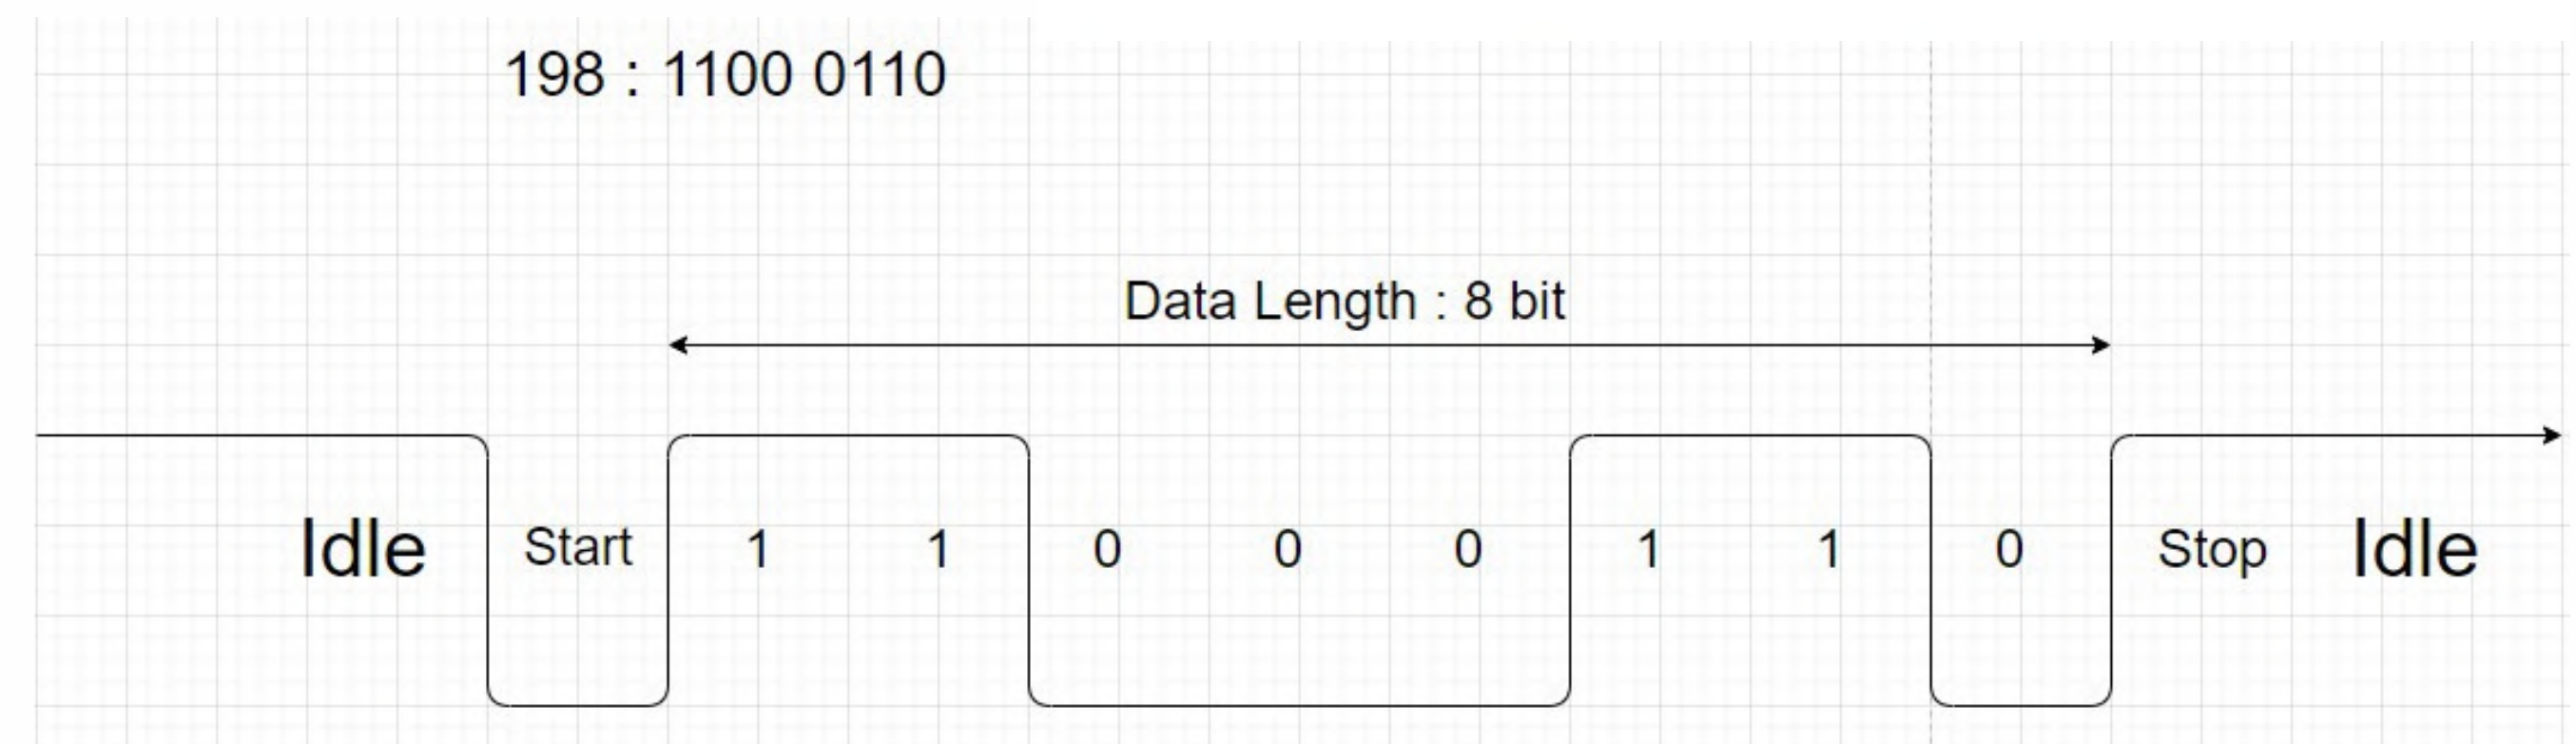 198 : 1100 0110
Data Length : 8 bit
Idle Start 1 1 0 0 0 1 1 0 Stop Idle